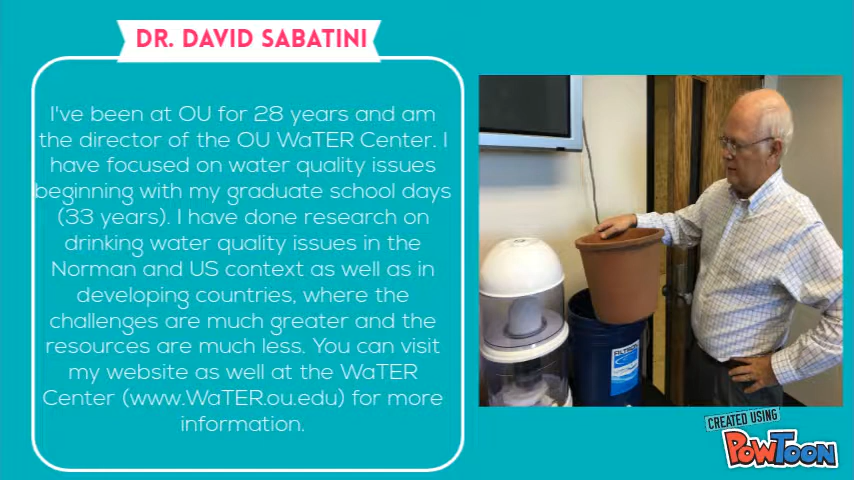 DR. DAVID SABATINI
I've been at OU for 28 years and am
the director of the OU WaTER Center. I
have focused on water quality issues
beginning with my graduate school days
(33 years). I have done research on
drinking water quality issues in the
Norman and US context as well as in
developing countries, where the
challenges are much greater and the
resources are much less. You can visit
my website as well at the WaTER
Center (www.WaTER.ou.edu) for more
information.
CREATED USING
POWTOON